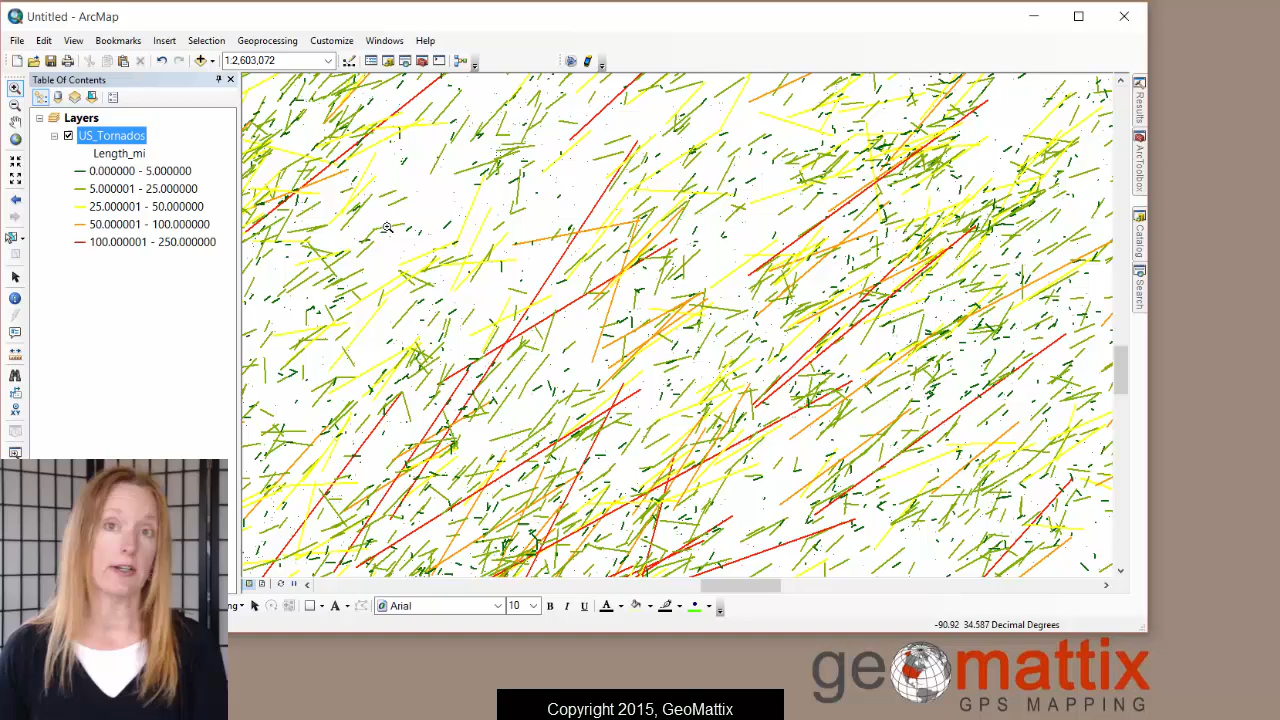 Untitled - ArcMap
File Edit View Bookmarks Insert Selection Geoprocessing Customize Windows Help
1:2,603,072
Table Of Contents
Layers
US_Tornados
Length_mi
0.000000 - 5.000000
5.000001 - 25.000000
25.000001 - 50.000000
50.000001 - 100.000000
100.000001 - 250.000000
Results
ArcToolbox
Catalog
Search
Arial 10 B I U A
-90.92 34.587 Decimal Degrees
geomattix
GPS MAPPING
Copyright 2015, GeoMattix